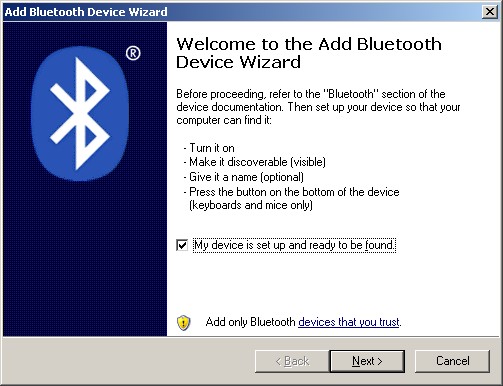 Add Bluetooth Device Wizard
®
Welcome to the Add Bluetooth
Device Wizard
Before proceeding, refer to the "Bluetooth" section of the
device documentation. Then set up your device so that your
computer can find it:
- Turn it on
- Make it discoverable (visible)
- Give it a name (optional)
- Press the button on the bottom of the device
(keyboards and mice only)
My device is set up and ready to be found.
Add only Bluetooth devices that you trust.
< Back Next > Cancel